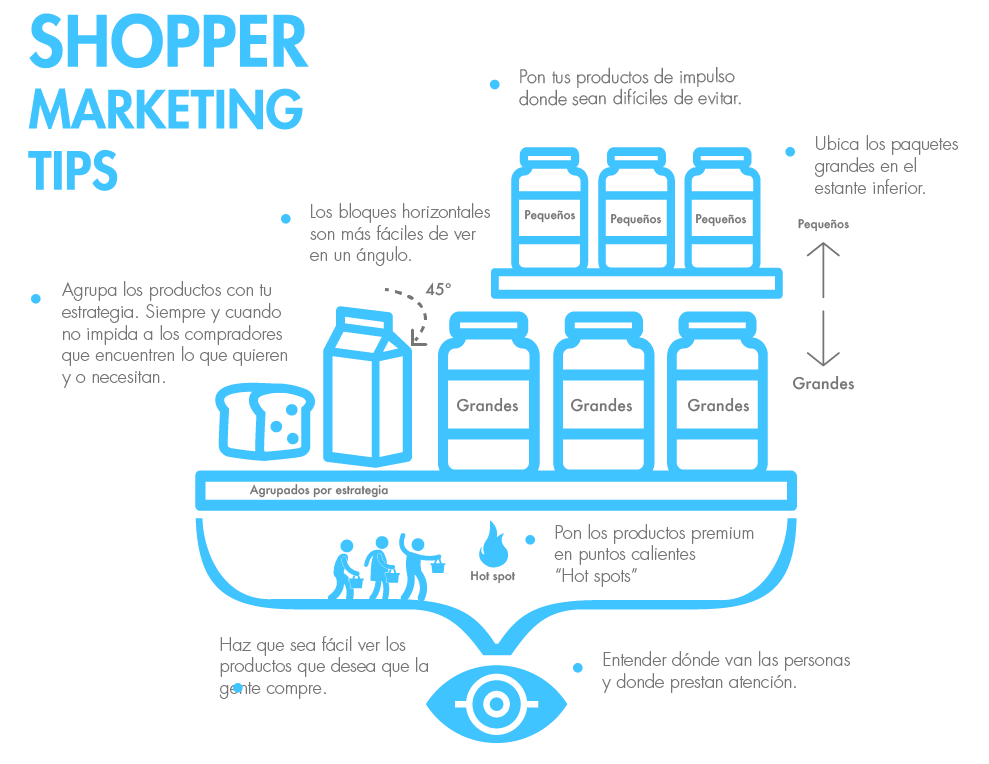 SHOPPER
MARKETING
TIPS
Pon tus productos de impulso
donde sean difíciles de evitar.
Ubica los paquetes
grandes en el
estante inferior.
Los bloques horizontales
son más fáciles de ver
en un ángulo.
Pequeños
Pequeños
Pequeños
Pequeños
Agrupa los productos con tu
estrategia. Siempre y cuando
no impida a los compradores
que encuentren lo que quieren
y o necesitan.
45°
Grandes
Grandes
Grandes
Grandes
Agrupados por estrategia
Pon los productos premium
en puntos calientes
“Hot spots”
Hot spot
Haz que sea fácil ver los
productos que desea que la
gente compre.
Entender dónde van las personas
y donde prestan atención.